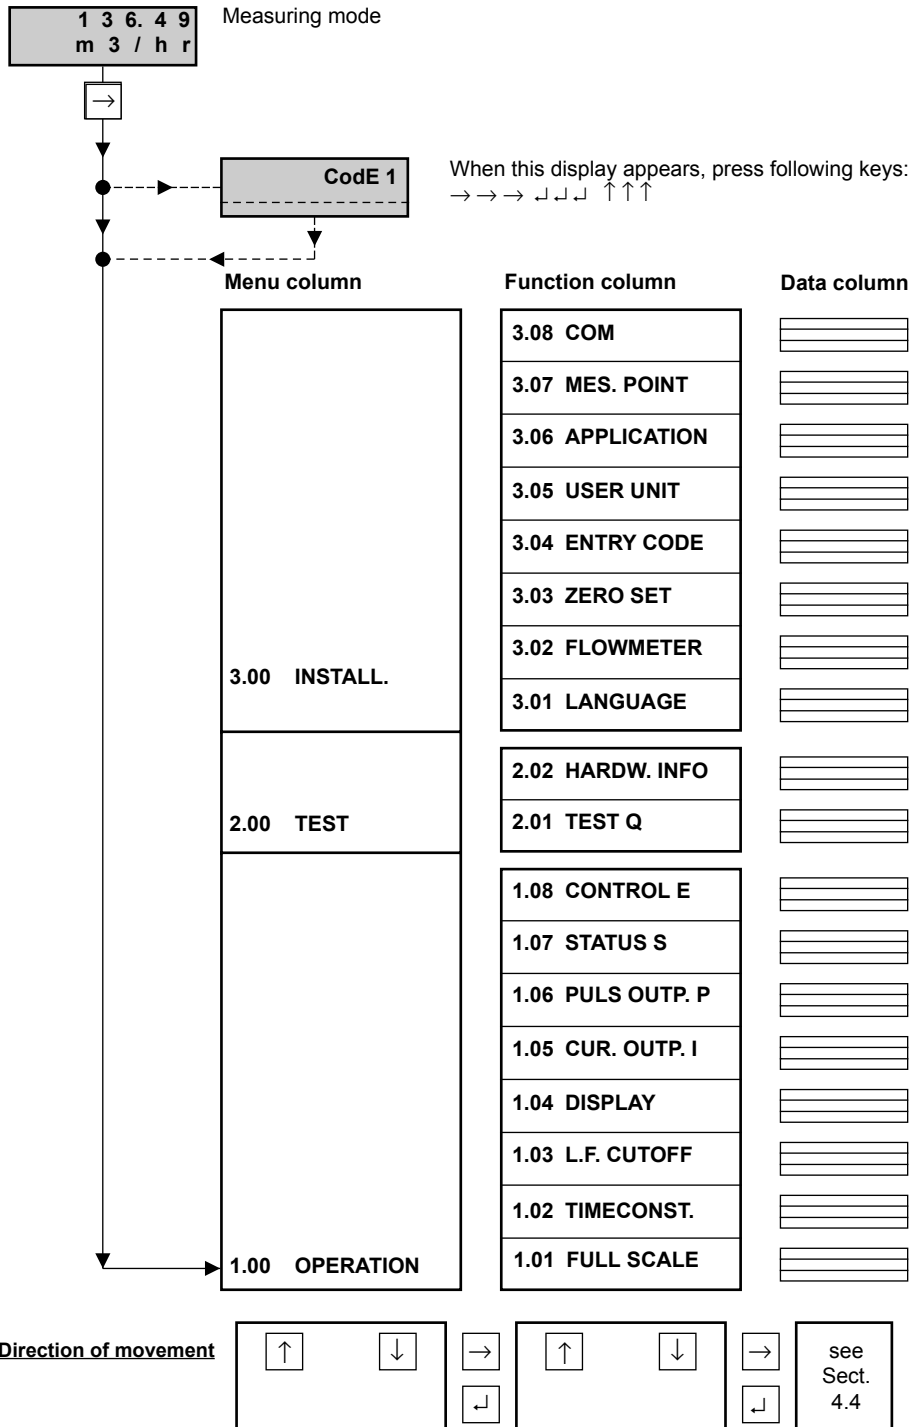 1 3 6. 4 9
m 3 / h r
Measuring mode
→
CodE 1
When this display appears, press following keys:
→→→ ↵↵↵ ↑↑↑
Menu column
Function column
Data column
3.08 COM
3.07 MES. POINT
3.06 APPLICATION
3.05 USER UNIT
3.04 ENTRY CODE
3.03 ZERO SET
3.02 FLOWMETER
3.00 INSTALL.
3.01 LANGUAGE
2.02 HARDW. INFO
2.00 TEST
2.01 TEST Q
1.08 CONTROL E
1.07 STATUS S
1.06 PULS OUTP. P
1.05 CUR. OUTP. I
1.04 DISPLAY
1.03 L.F. CUTOFF
1.02 TIMECONST.
1.00 OPERATION
1.01 FULL SCALE
Direction of movement
↑ ↓ → ↑ ↓ →
↵ ↵
see
Sect.
4.4